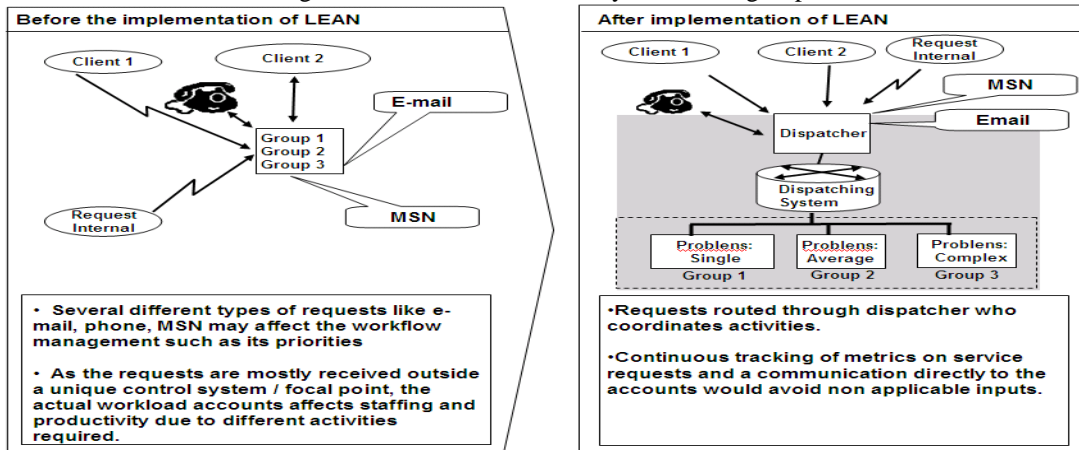 Before the implementation of LEAN
Client 1
Client 2
E-mail
Group 1
Group 2
Group 3
MSN
Request
Internal
• Several different types of requests like e-
mail, phone, MSN may affect the workflow
management such as its priorities
• As the requests are mostly received outside
a unique control system / focal point, the
actual workload accounts affects staffing and
productivity due to different activities
required.
After implementation of LEAN
Client 1
Client 2
Request
Internal
MSN
Email
Dispatcher
Dispatching
System
Problens:
Single
Problens:
Average
Problens:
Complex
Group 1
Group 2
Group 3
•Requests routed through dispatcher who
coordinates activities.
•Continuous tracking of metrics on service
requests and a communication directly to the
accounts would avoid non applicable inputs.